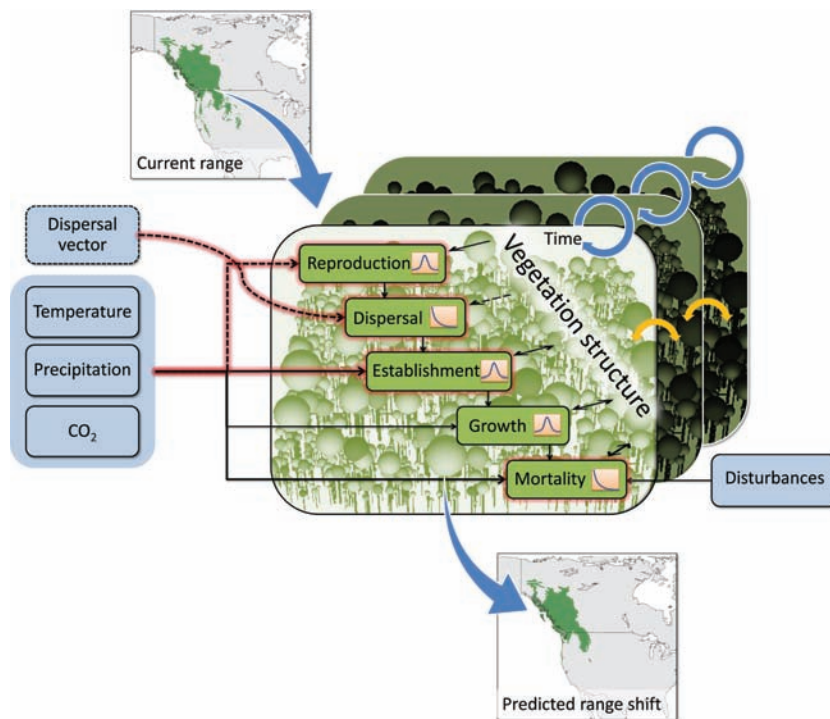 Current range
Dispersal
vector
Temperature
Precipitation
CO₂
Time
Reproduction
Dispersal
Establishment
Growth
Mortality
Vegetation structure
Disturbances
Predicted range shift